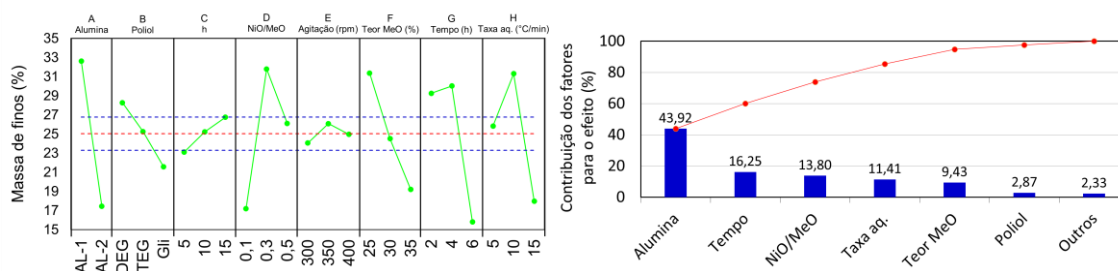 A B C D E F G H
Alumina Poliol h NiO/MeO Agitação (rpm) Teor MeO (%) Tempo (h) Taxa aq. (°C/min)
Massa de finos (%)
35
33
31
29
27
25
23
21
19
17
15
AL-1 AL-2 DEG TEG Gli 5 10 15 0,1 0,3 0,5 300 350 400 25 30 35 2 4 6 5 10 15
Contribuição dos fatores
para o efeito (%)
100
80
60
40
20
0
43,92 16,25 13,80 11,41 9,43 2,87 2,33
Alumina Tempo NiO/MeO Taxa aq. Teor MeO Poliol Outros